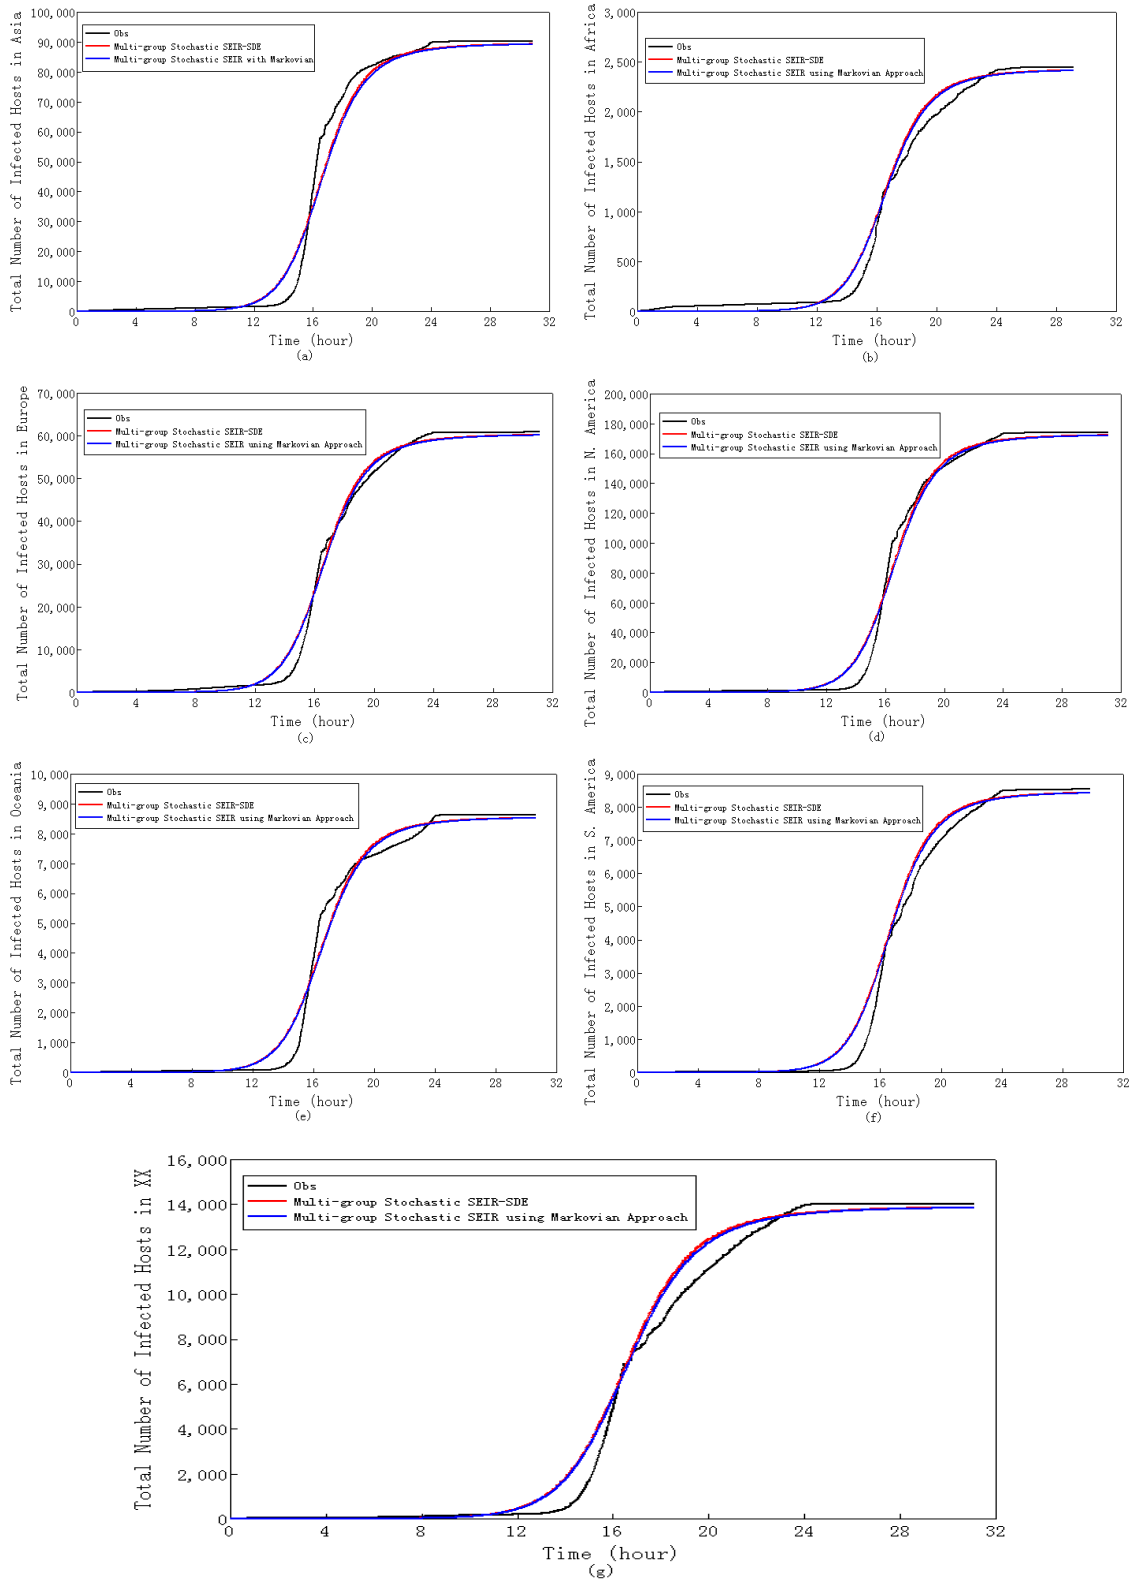 Total Number of Infected Hosts in Asia
100,000
90,000
80,000
70,000
60,000
50,000
40,000
30,000
20,000
10,000
0
Obs
Multi-group Stochastic SEIR-SDE
Multi-group Stochastic SEIR with Markovian
0 4 8 12 16 20 24 28 32
Time (hour)
(a)
Total Number of Infected Hosts in Africa
3,000
2,500
2,000
1,500
1,000
500
0
Obs
Multi-group Stochastic SEIR-SDE
Multi-group Stochastic SEIR using Markovian Approach
0 4 8 12 16 20 24 28 32
Time (hour)
(b)
Total Number of Infected Hosts in Europe
70,000
60,000
50,000
40,000
30,000
20,000
10,000
0
Obs
Multi-group Stochastic SEIR-SDE
Multi-group Stochastic SEIR uning Markovian Approach
0 4 8 12 16 20 24 28 32
Time (hour)
(c)
Total Number of Infected Hosts in N. America
200,000
180,000
160,000
140,000
120,000
100,000
80,000
60,000
40,000
20,000
0
Obs
Multi-group Stochastic SEIR-SDE
Multi-group Stochastic SEIR using Markovian Approach
0 4 8 12 16 20 24 28 32
Time (hour)
(d)
Total Number of Infected Hosts in Oceania
10,000
9,000
8,000
7,000
6,000
5,000
4,000
3,000
2,000
1,000
0
Obs
Multi-group Stochastic SEIR-SDE
Multi-group Stochastic SEIR using Markovian Approach
0 4 8 12 16 20 24 28 32
Time (hour)
(e)
Total Number of Infected Hosts in S. America
9,000
8,000
7,000
6,000
5,000
4,000
3,000
2,000
1,000
0
Obs
Multi-group Stochastic SEIR-SDE
Multi-group Stochastic SEIR using Markovian Approach
0 4 8 12 16 20 24 28 32
Time (hour)
(f)
Total Number of Infected Hosts in XX
16,000
14,000
12,000
10,000
8,000
6,000
4,000
2,000
0
Obs
Multi-group Stochastic SEIR-SDE
Multi-group Stochastic SEIR using Markovian Approach
0 4 8 12 16 20 24 28 32
Time (hour)
(g)